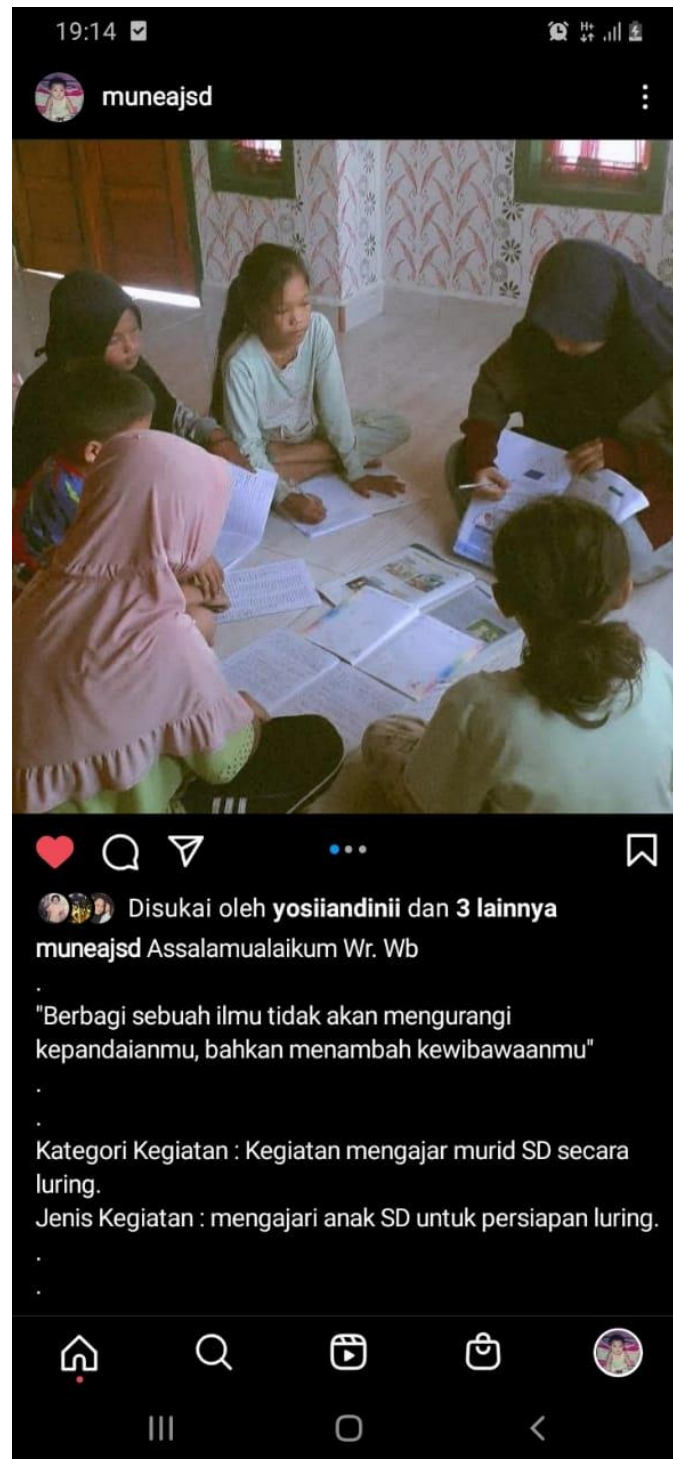 19:14
H+
muneajsd
Disukai oleh yosiiandinii dan 3 lainnya
muneajsd Assalamualaikum Wr. Wb
.
"Berbagi sebuah ilmu tidak akan mengurangi
kepandaianmu, bahkan menambah kewibawaanmu"
.
.
Kategori Kegiatan : Kegiatan mengajar murid SD secara
luring.
Jenis Kegiatan : mengajari anak SD untuk persiapan luring.
.
.